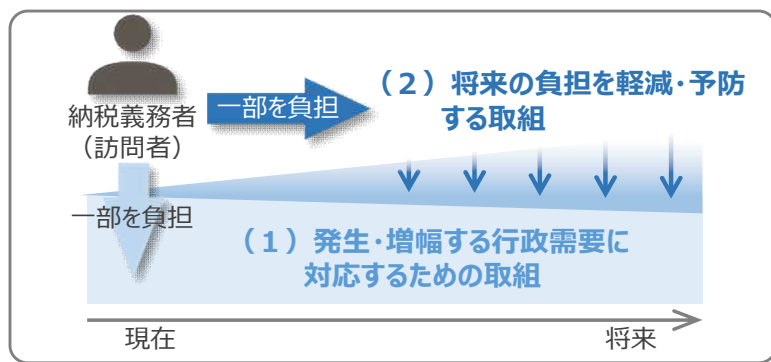 納税義務者
（訪問者）
一部を負担
（２）将来の負担を軽減・予防
する取組
一部を負担
（１）発生・増幅する行政需要に
対応するための取組
現在
将来